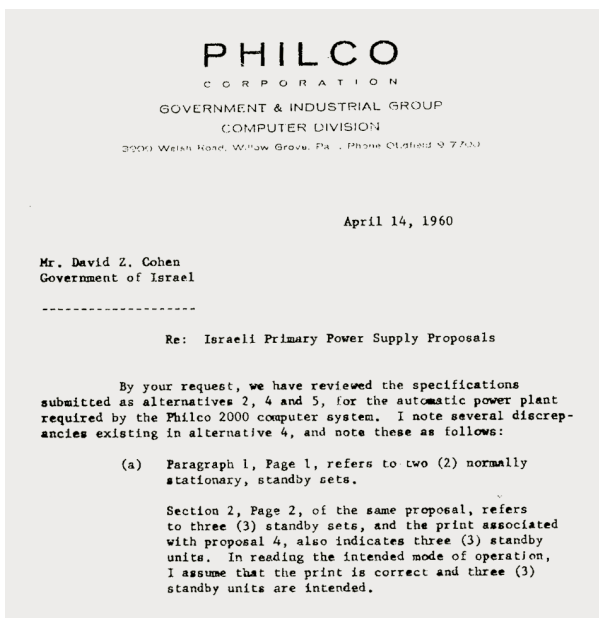 PHILCO
CORPORATION
GOVERNMENT & INDUSTRIAL GROUP
COMPUTER DIVISION
3900 Welsh Road, Willow Grove, Pa., Phone OLdfield 9-7700
April 14, 1960
Mr. David Z. Cohen
Government of Israel
--------------------
Re: Israeli Primary Power Supply Proposals
By your request, we have reviewed the specifications
submitted as alternatives 2, 4 and 5, for the automatic power plant
required by the Philco 2000 computer system. I note several discrep-
ancies existing in alternative 4, and note these as follows:
(a) Paragraph 1, Page 1, refers to two (2) normally
stationary, standby sets.
Section 2, Page 2, of the same proposal, refers
to three (3) standby sets, and the print associated
with proposal 4, also indicates three (3) standby
units. In reading the intended mode of operation,
I assume that the print is correct and three (3)
standby units are intended.